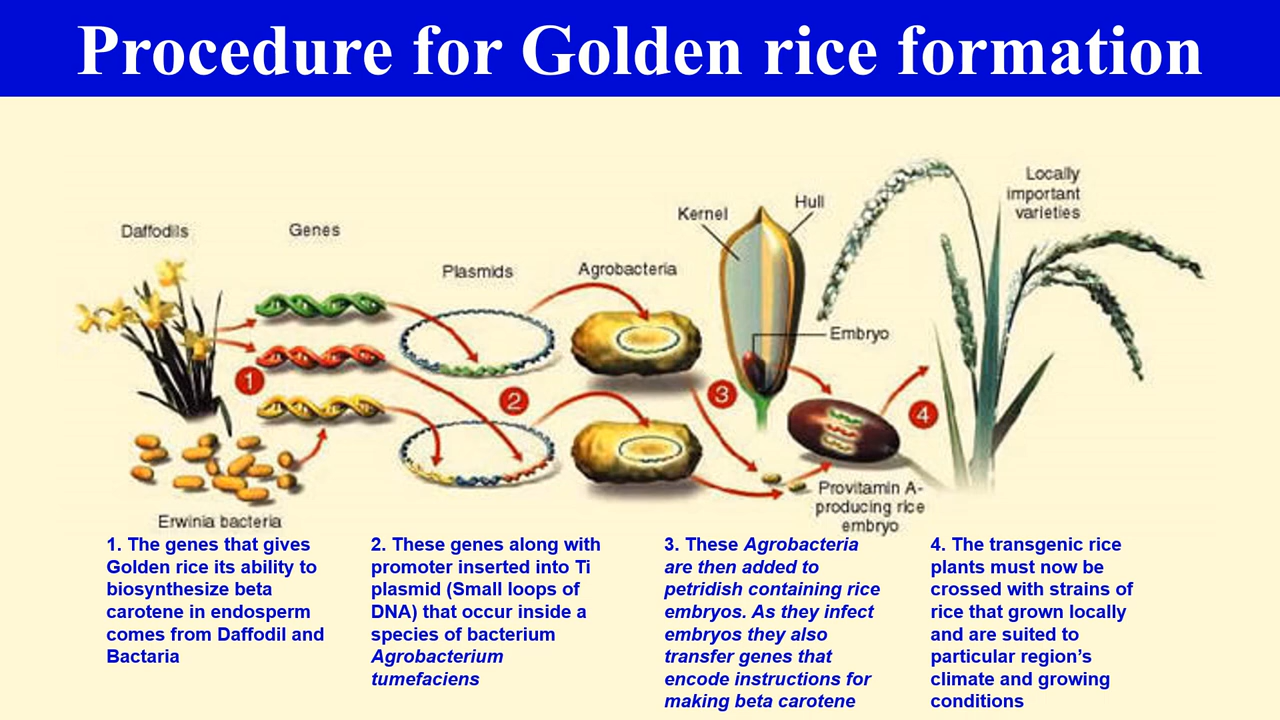 Procedure for Golden rice formation
Daffodils
Genes
Plasmids
Agrobacteria
Kernel
Hull
Embryo
Locally
important
varieties
1
2
3
4
Erwinia bacteria
Provitamin A-
producing rice
embryo
1. The genes that gives
Golden rice its ability to
biosynthesize beta
carotene in endosperm
comes from Daffodil and
Bactaria
2. These genes along with
promoter inserted into Ti
plasmid (Small loops of
DNA) that occur inside a
species of bacterium
Agrobacterium
tumefaciens
3. These Agrobacteria
are then added to
petridish containing rice
embryos. As they infect
embryos they also
transfer genes that
encode instructions for
making beta carotene
4. The transgenic rice
plants must now be
crossed with strains of
rice that grown locally
and are suited to
particular region’s
climate and growing
conditions